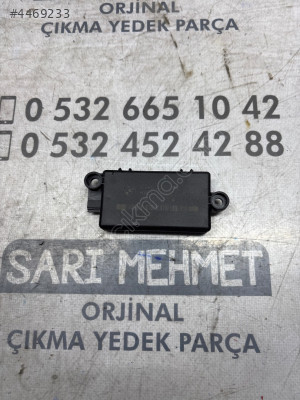 #4469233
ORJİNAL
ÇIKMA YEDEK PARÇA
0 532 665 10 42
0 532 452 42 88
SARI MEHMET
ORJİNAL
ÇIKMA YEDEK PARÇA